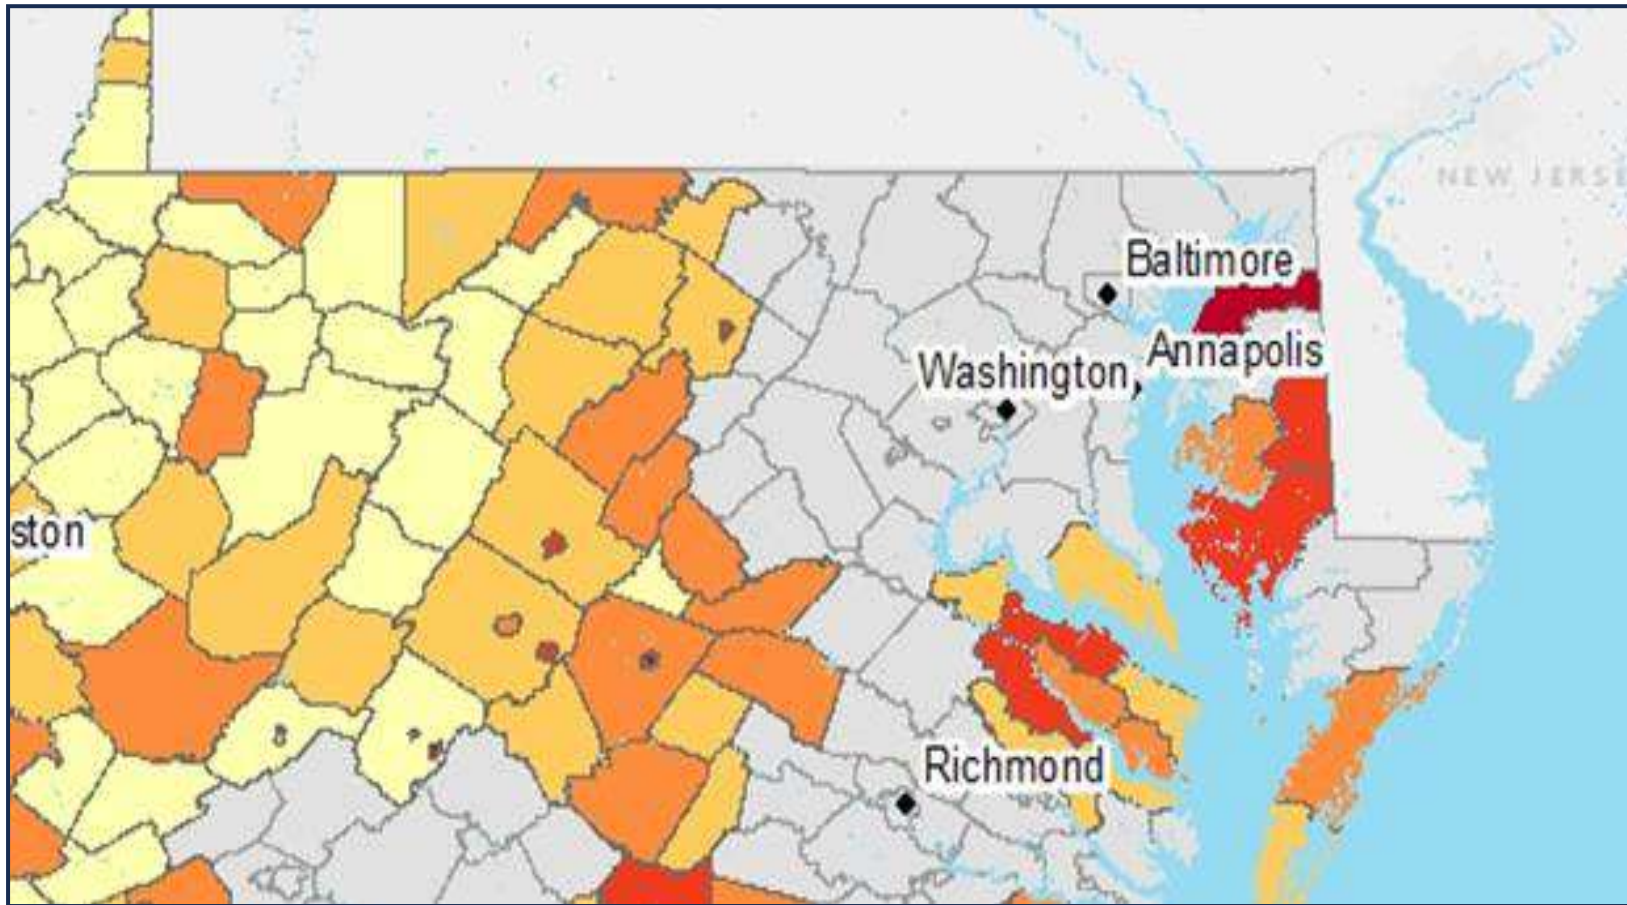 NEW JERSE
Baltimore
Annapolis
Washington,
ston
Richmond